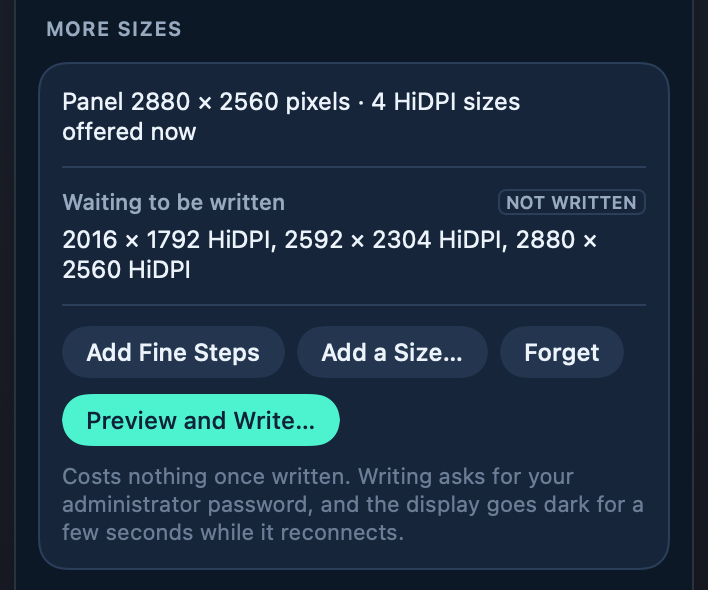 MORE SIZES
Panel 2880 × 2560 pixels · 4 HiDPI sizes
offered now
Waiting to be written
NOT WRITTEN
2016 × 1792 HiDPI, 2592 × 2304 HiDPI, 2880 ×
2560 HiDPI
Add Fine Steps
Add a Size...
Forget
Preview and Write...
Costs nothing once written. Writing asks for your
administrator password, and the display goes dark for a
few seconds while it reconnects.